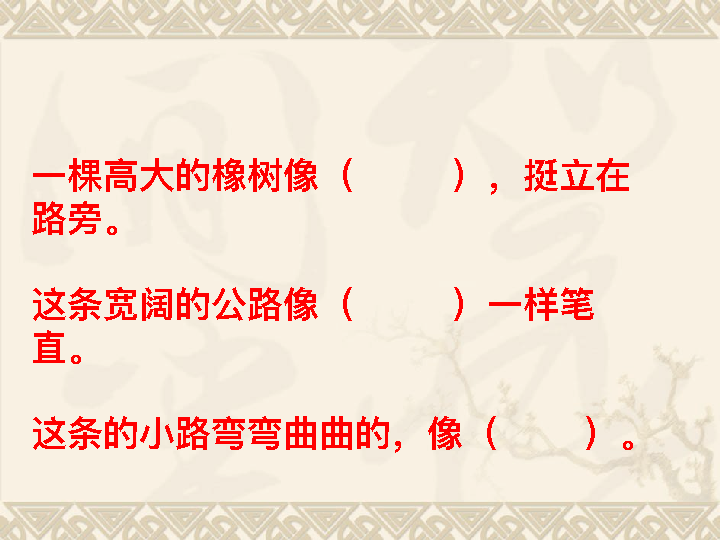 一棵高大的橡树像（　　），挺立在
路旁。
这条宽阔的公路像（　　）一样笔
直。
这条的小路弯弯曲曲的，像（　　）。